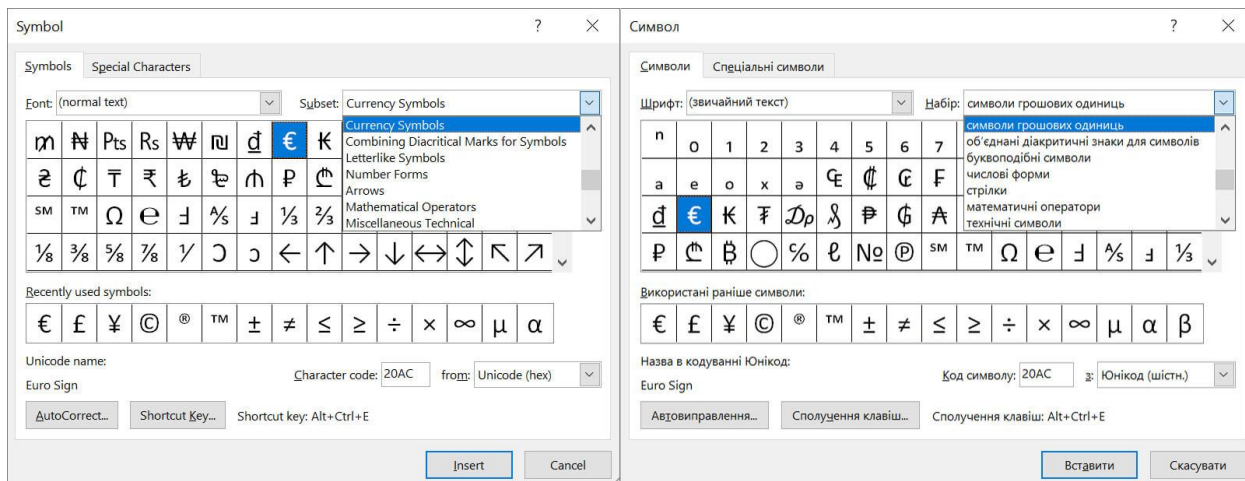 Symbol ? ×
Symbols Special Characters
Font: (normal text) Subset: Currency Symbols
Currency Symbols
Combining Diacritical Marks for Symbols
Letterlike Symbols
Number Forms
Arrows
Mathematical Operators
Miscellaneous Technical
₥ ₦ Pts ₨ ₩ ₪ ₫ € ₭
₴ ₵ ₸ ₹ ₺ ₻ ₼ ₽ ₾
℠ ™ Ω ℮ Ⅎ ⅍ ⅎ ⅓ ⅔
⅛ ⅜ ⅝ ⅞ ⅟ Ↄ ↄ ← ↑ → ↓ ↔ ↕ ↖ ↗
Recently used symbols:
€ £ ¥ © ® ™ ± ≠ ≤ ≥ ÷ × ∞ µ α
Unicode name:
Euro Sign
Character code: 20AC from: Unicode (hex)
AutoCorrect... Shortcut Key... Shortcut key: Alt+Ctrl+E
Insert Cancel
Символ ? ×
Символи Спеціальні символи
Шрифт: (звичайний текст) Набір: символи грошових одиниць
символи грошових одиниць
об'єднані діакритичні знаки для символів
буквоподібні символи
числові форми
стрілки
математичні оператори
технічні символи
ⁿ ₀ ₁ ₂ ₃ ₄ ₅ ₆ ₇
ₐ ₑ ₒ ₓ ₔ ₠ ₡ ₢ ₣
₫ € ₭ ₮ ₯ ₰ ₱ ₲ ₳
₽ ₾ ₿ ⃝ ℅ ℓ № ℗ ℠ ™ Ω ℮ Ⅎ ⅍ ⅎ ⅓
Використані раніше символи:
€ £ ¥ © ® ™ ± ≠ ≤ ≥ ÷ × ∞ µ α β
Назва в кодуванні Юнікод:
Euro Sign
Код символу: 20AC з: Юнікод (шістн.)
Автовиправлення... Сполучення клавіш... Сполучення клавіш: Alt+Ctrl+E
Вставити Скасувати